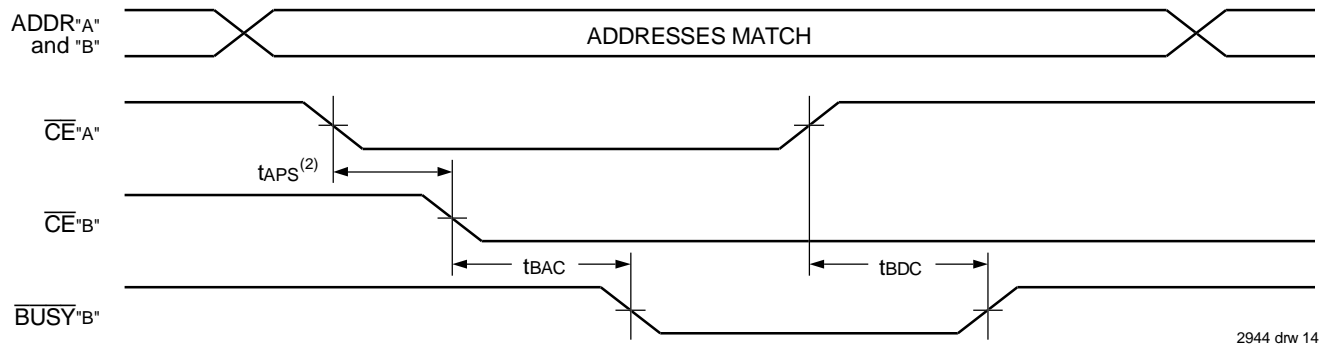 ADDR"A"
and "B"
ADDRESSES MATCH
CE"A"
tAPS(2)
CE"B"
tBAC
tBDC
BUSY"B"
2944 drw 14